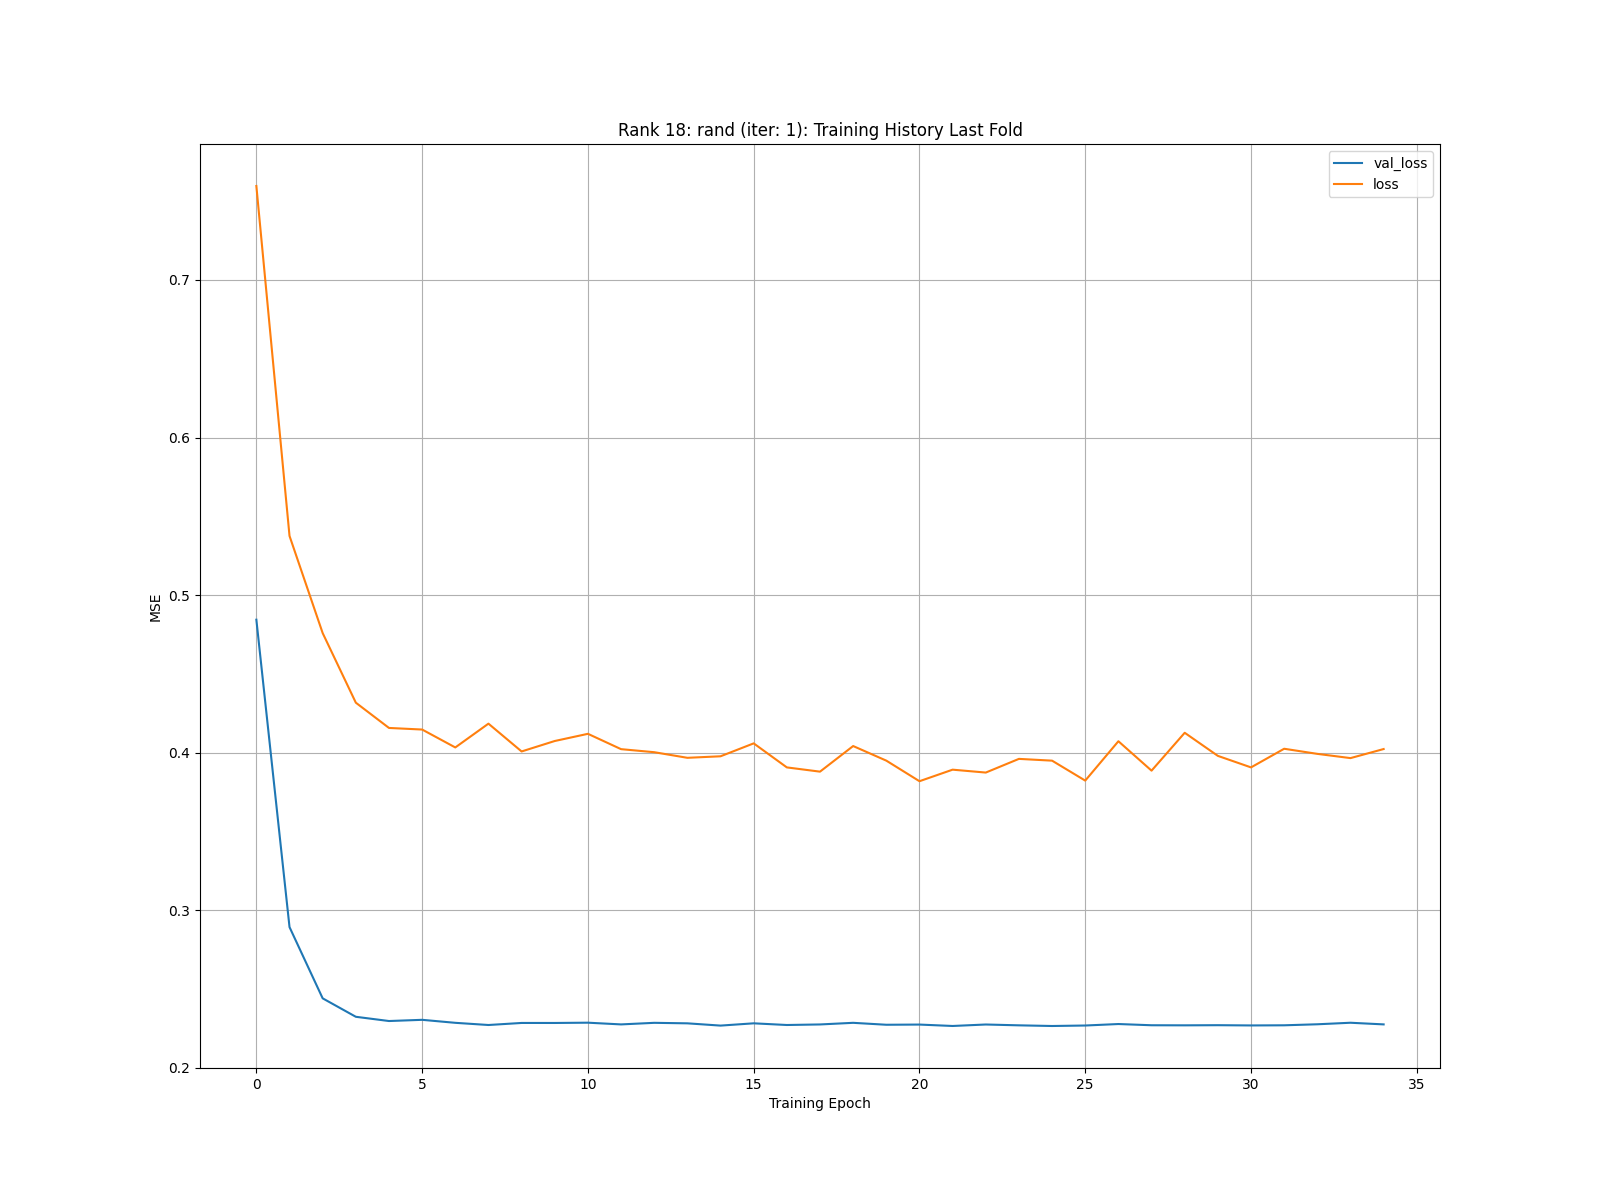 Rank 18: rand (iter: 1): Training History Last Fold
val_loss
loss
MSE
0.7
0.6
0.5
0.4
0.3
0.2
0 5 10 15 20 25 30 35
Training Epoch